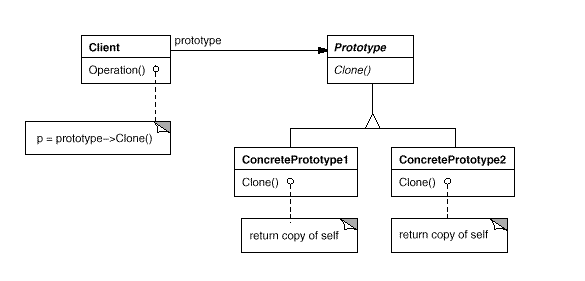 Client
prototype
Prototype
Operation()
Clone()
p = prototype−>Clone()
ConcretePrototype1
ConcretePrototype2
Clone()
Clone()
return copy of self
return copy of self